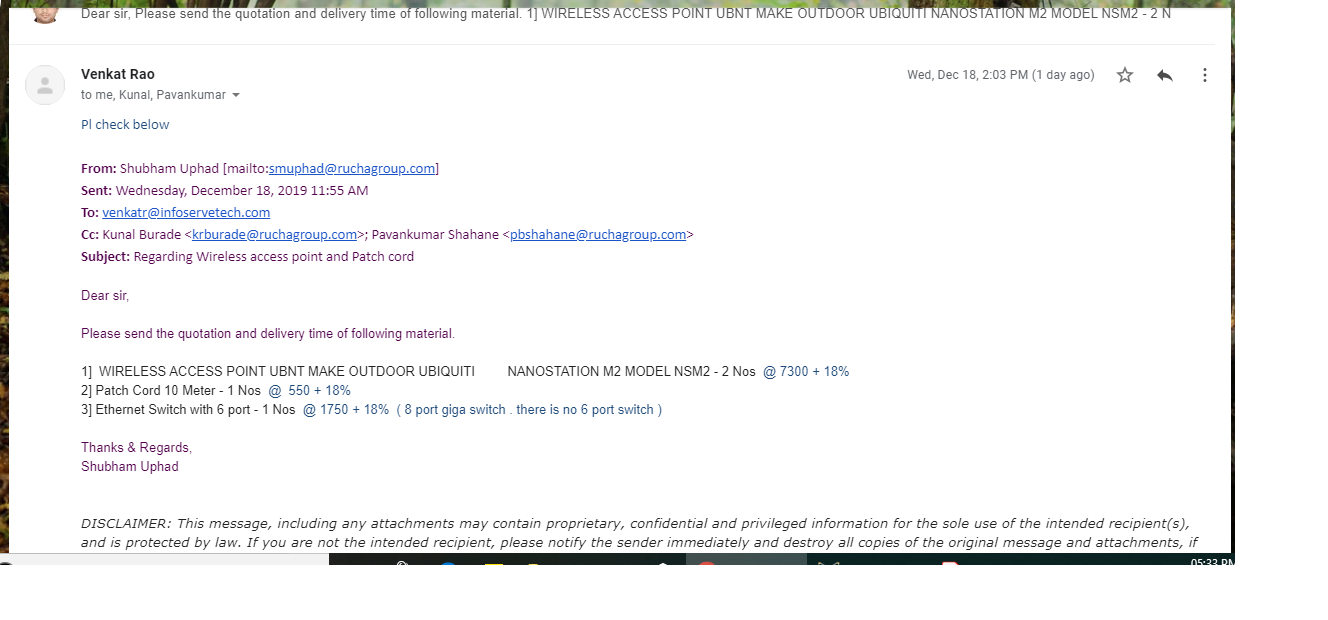 Dear sir, Please send the quotation and delivery time of following material. 1] WIRELESS ACCESS POINT UBNT MAKE OUTDOOR UBIQUITI NANOSTATION M2 MODEL NSM2 - 2 N
Venkat Rao
Wed, Dec 18, 2:03 PM (1 day ago)
to me, Kunal, Pavankumar
Pl check below
From: Shubham Uphad [mailto:smuphad@ruchagroup.com]
Sent: Wednesday, December 18, 2019 11:55 AM
To: venkatr@infoservetech.com
Cc: Kunal Burade <krburade@ruchagroup.com>; Pavankumar Shahane <pbshahane@ruchagroup.com>
Subject: Regarding Wireless access point and Patch cord
Dear sir,
Please send the quotation and delivery time of following material.
1] WIRELESS ACCESS POINT UBNT MAKE OUTDOOR UBIQUITI NANOSTATION M2 MODEL NSM2 - 2 Nos @ 7300 + 18%
2] Patch Cord 10 Meter - 1 Nos @ 550 + 18%
3] Ethernet Switch with 6 port - 1 Nos @ 1750 + 18% ( 8 port giga switch . there is no 6 port switch )
Thanks & Regards,
Shubham Uphad
DISCLAIMER: This message, including any attachments may contain proprietary, confidential and privileged information for the sole use of the intended recipient(s),
and is protected by law. If you are not the intended recipient, please notify the sender immediately and destroy all copies of the original message and attachments, if
05:33 PM